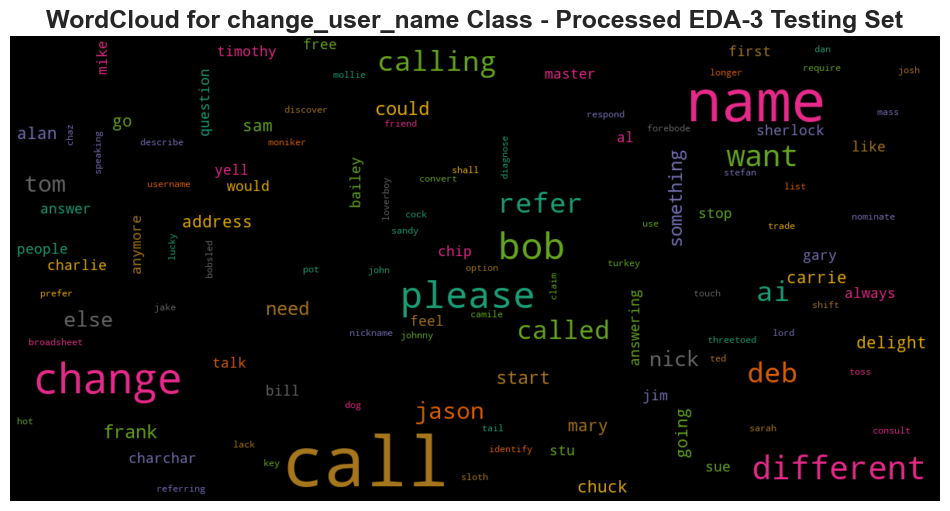 WordCloud for change_user_name Class - Processed EDA-3 Testing Set
mike
timothy
free
calling
mollie
master
first
longer
dan
require
josh
question
discover
could
friend
respond
name
mass
go
sam
alan
chaz
speaking
describe
moniker
al
forebode
sherlock
like
diagnose
want
tom
username
yell
would
bailey
loverboy
convert
shall
something
stefan
list
answer
address
cock
sandy
refer
stop
use
trade
nominate
people
anymore
lucky
bobsled
charlie
chip
bob
gary
pot
john
option
claim
turkey
carrie
prefer
jake
else
need
please
feel
camile
ai
touch
always
shift
nickname
johnny
called
answering
threetoed
lord
delight
broadsheet
talk
nick
ted
change
bill
start
deb
toss
dog
jason
jim
hot
frank
tail
mary
going
sarah
consult
charchar
lack
key
call
identify
stu
sloth
sue
different
referring
chuck